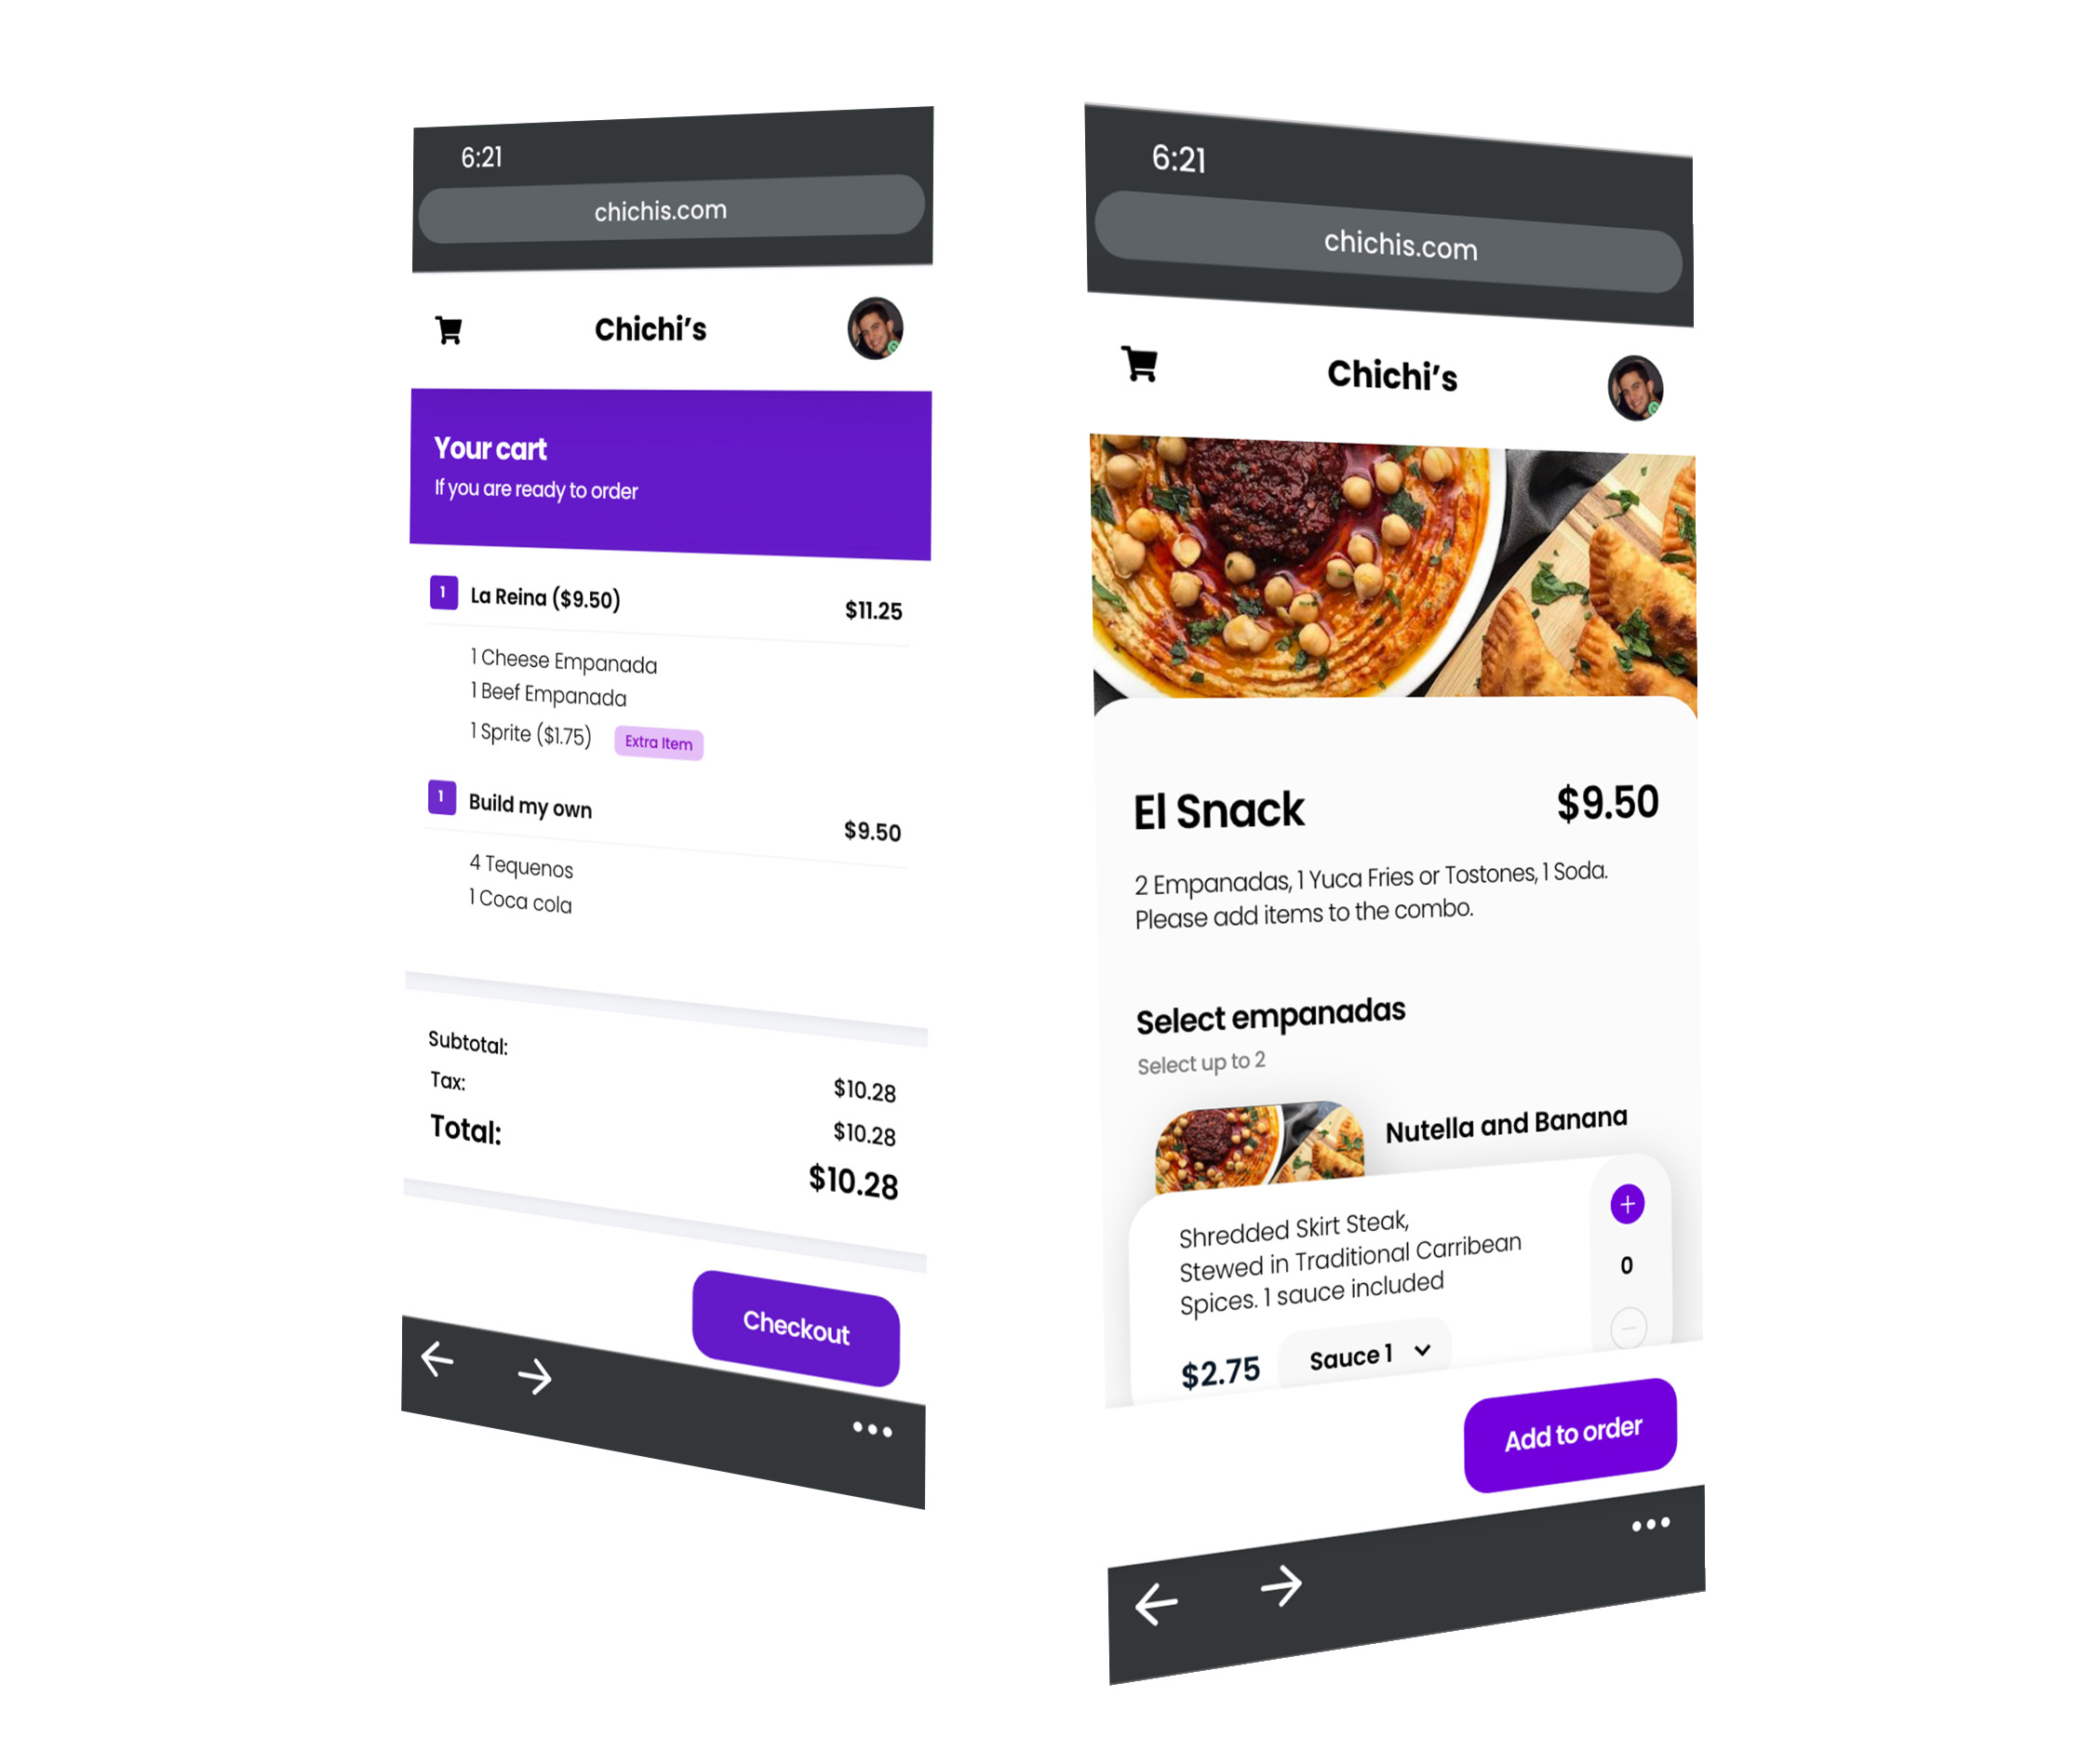 6:21
chichis.com
Chichi's
Your cart
If you are ready to order
1 La Reina ($9.50) $11.25
1 Cheese Empanada
1 Beef Empanada
1 Sprite ($1.75) Extra Item
1 Build my own $9.50
4 Tequenos
1 Coca cola
Subtotal: $10.28
Tax: $10.28
Total: $10.28
Checkout
6:21
chichis.com
Chichi's
El Snack $9.50
2 Empanadas, 1 Yuca Fries or Tostones, 1 Soda.
Please add items to the combo.
Select empanadas
Select up to 2
Nutella and Banana
Shredded Skirt Steak,
Stewed in Traditional Carribean
Spices. 1 sauce included
0
$2.75 Sauce 1
Add to order